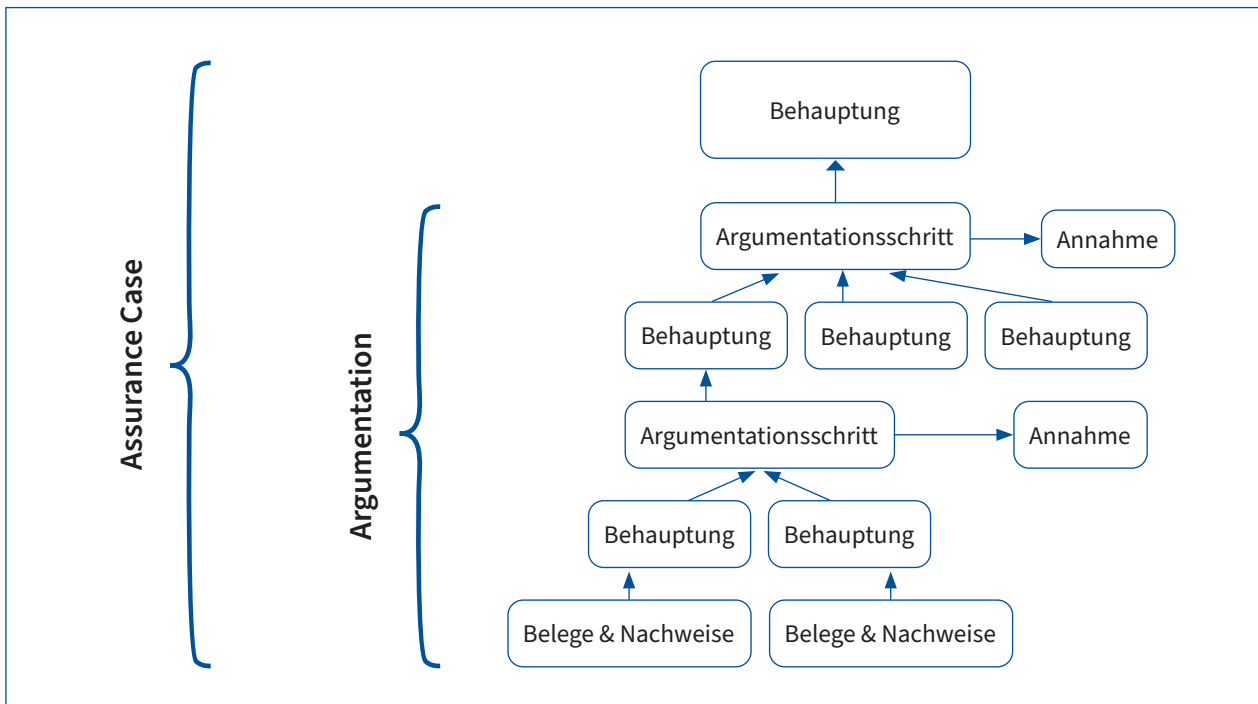 Assurance Case
Argumentation
Behauptung
Argumentationsschritt
Annahme
Behauptung
Behauptung
Behauptung
Argumentationsschritt
Annahme
Behauptung
Behauptung
Belege & Nachweise
Belege & Nachweise